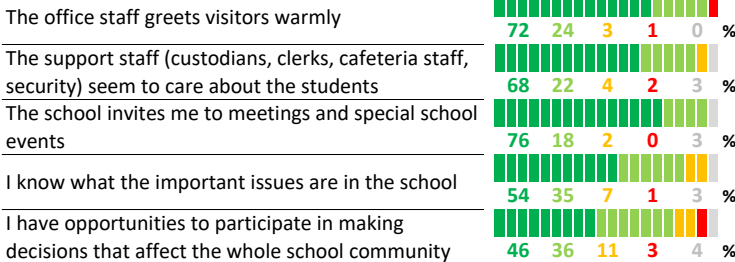 The office staff greets visitors warmly
72 24 3 1 0 %
The support staff (custodians, clerks, cafeteria staff,
security) seem to care about the students
68 22 4 2 3 %
The school invites me to meetings and special school
events
76 18 2 0 3 %
I know what the important issues are in the school
54 35 7 1 3 %
I have opportunities to participate in making
decisions that affect the whole school community
46 36 11 3 4 %